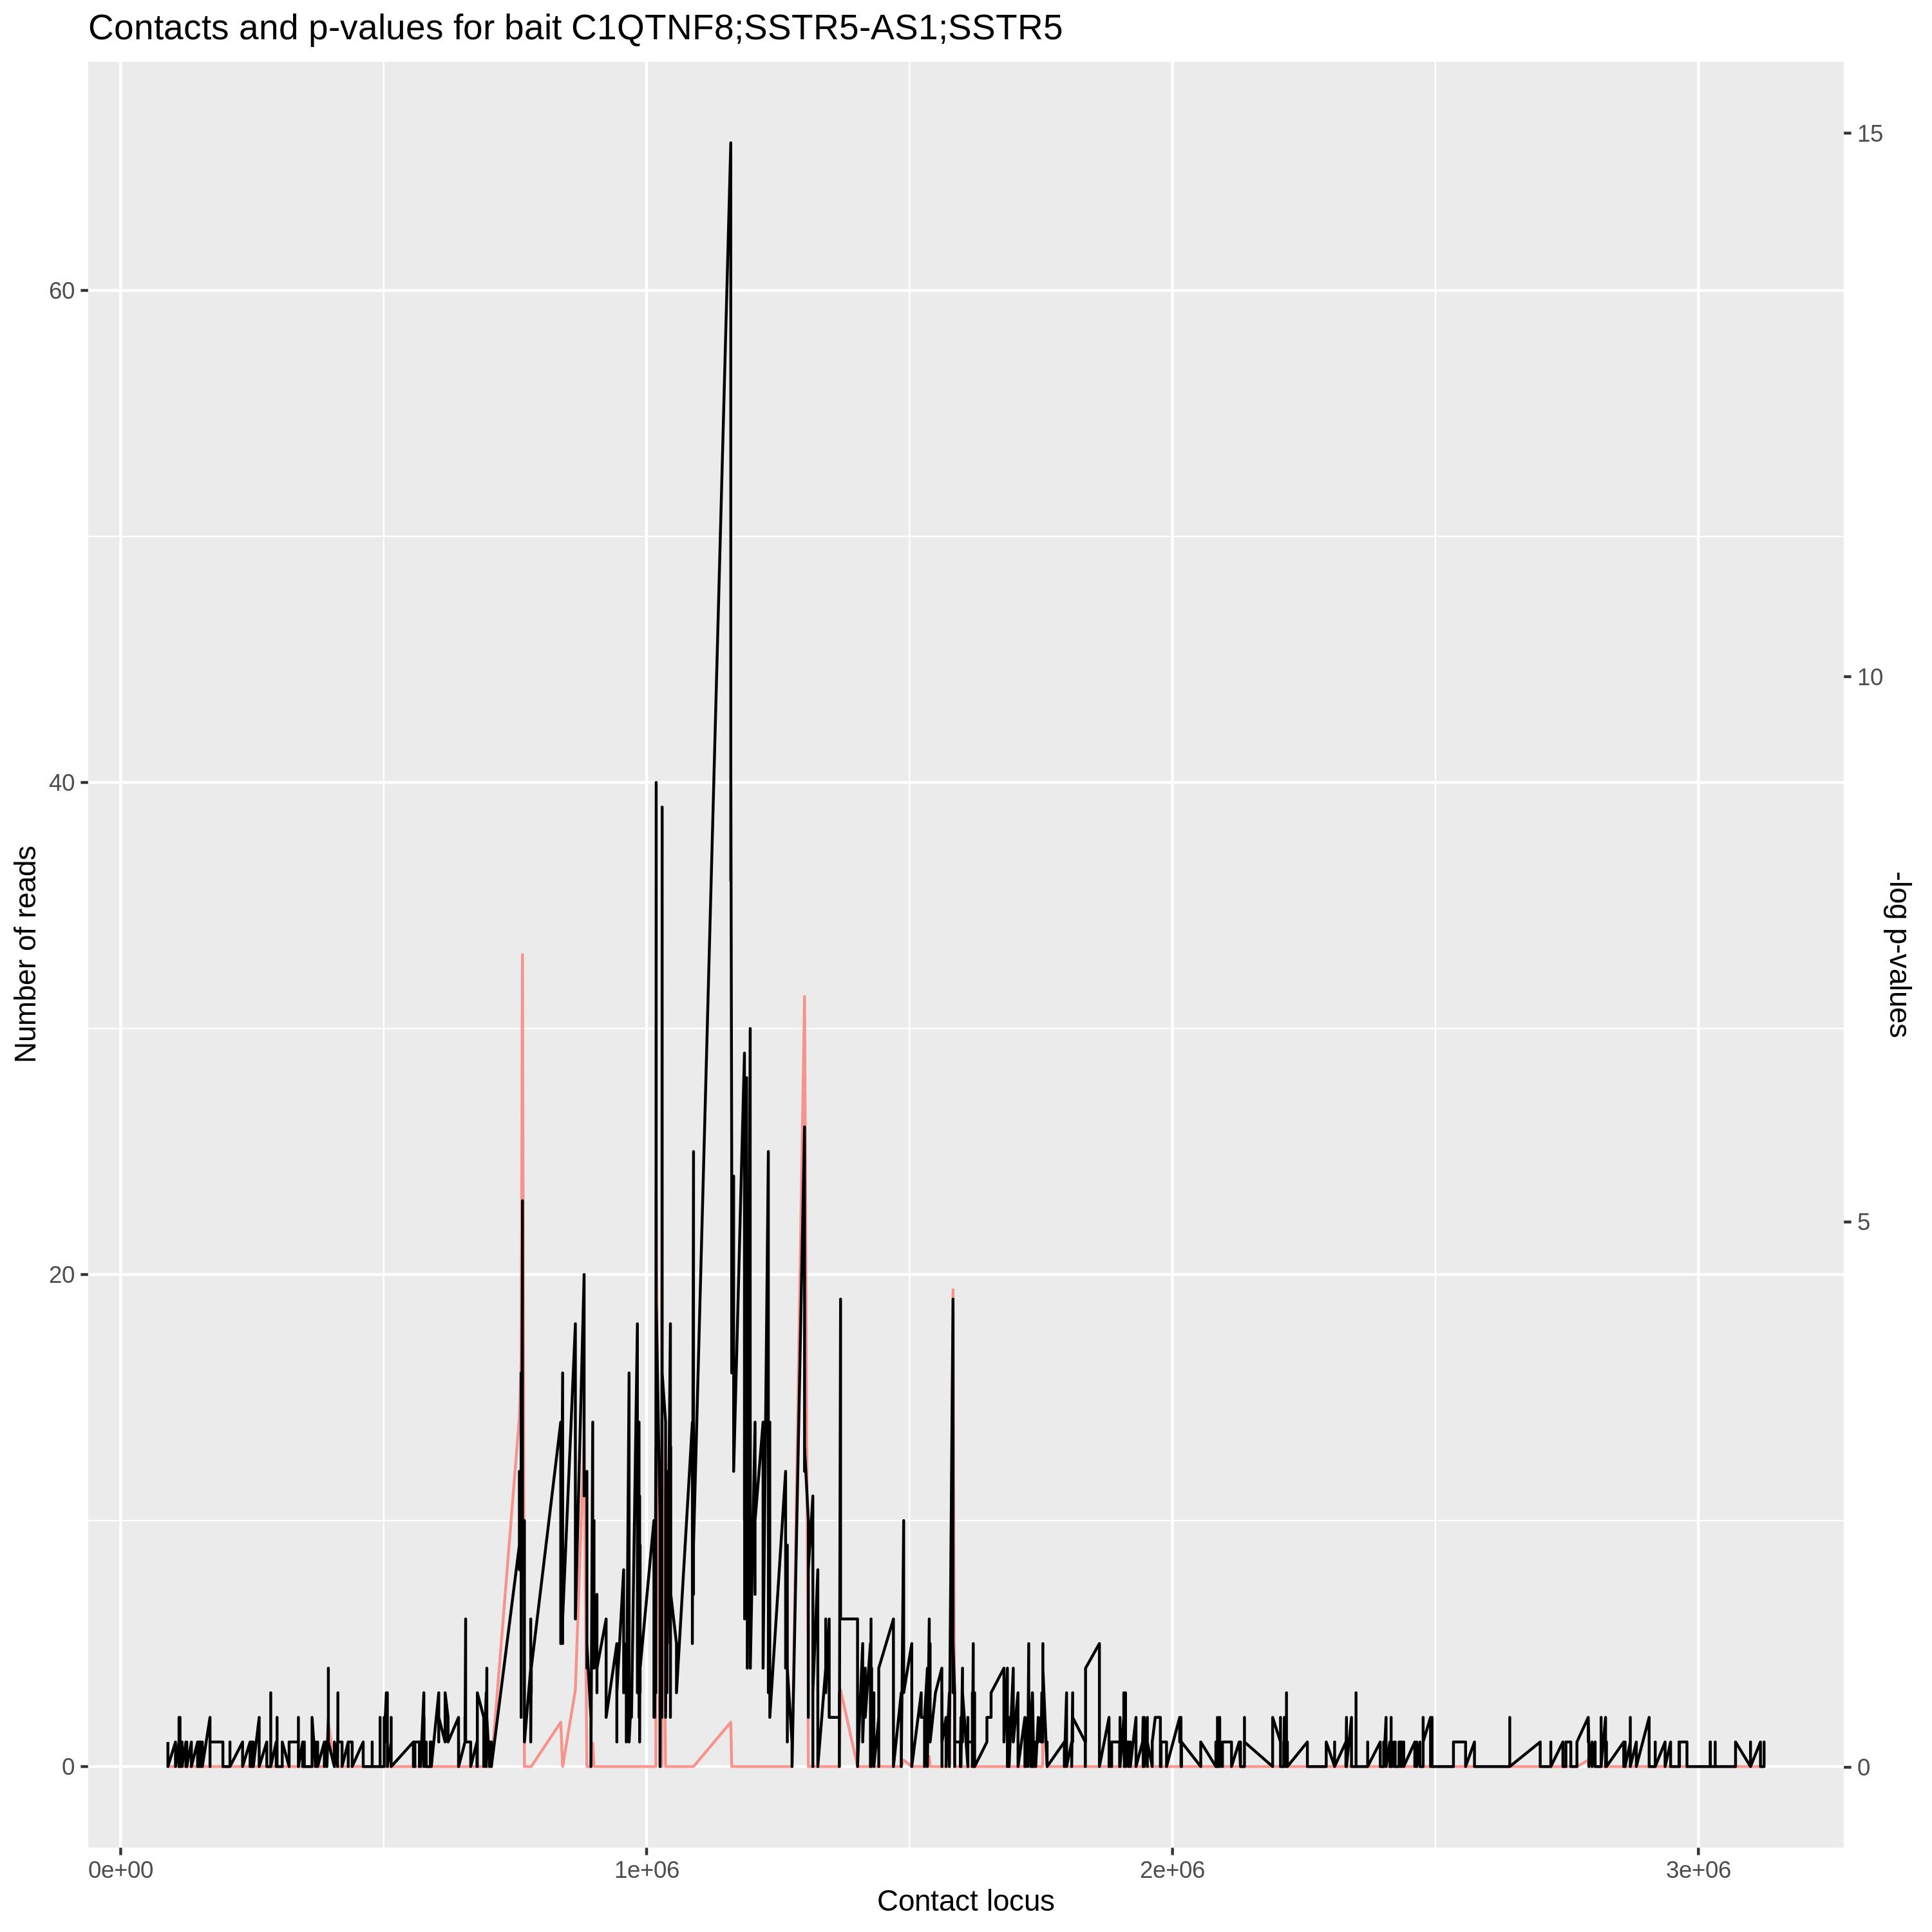 Contacts and p-values for bait C1QTNF8;SSTR5-AS1;SSTR5
15
60
10
40
Number of reads
-log p-values
5
20
0
0
0e+00
1e+06
2e+06
3e+06
Contact locus